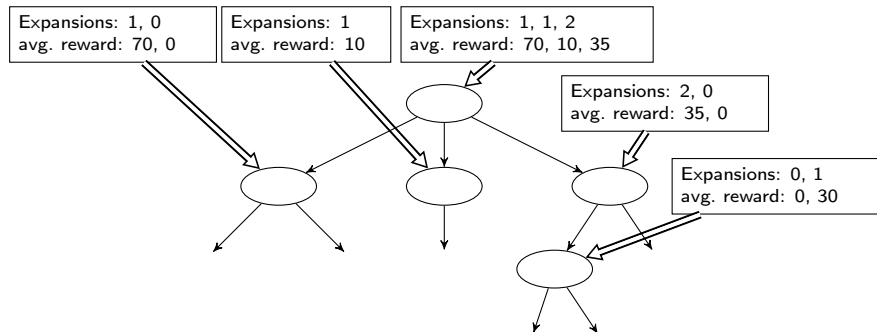 Expansions: 1, 0
avg. reward: 70, 0
Expansions: 1
avg. reward: 10
Expansions: 1, 1, 2
avg. reward: 70, 10, 35
Expansions: 2, 0
avg. reward: 35, 0
Expansions: 0, 1
avg. reward: 0, 30